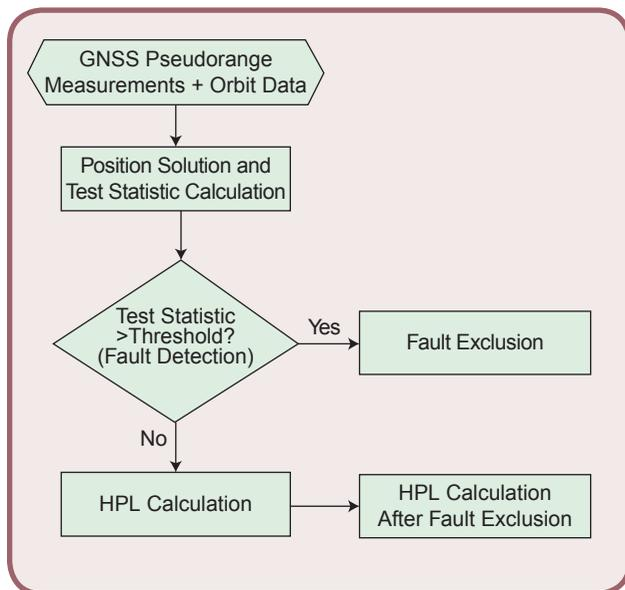 GNSS Pseudorange
Measurements + Orbit Data
Position Solution and
Test Statistic Calculation
Test Statistic
>Threshold?
(Fault Detection)
Yes
Fault Exclusion
No
HPL Calculation
HPL Calculation
After Fault Exclusion